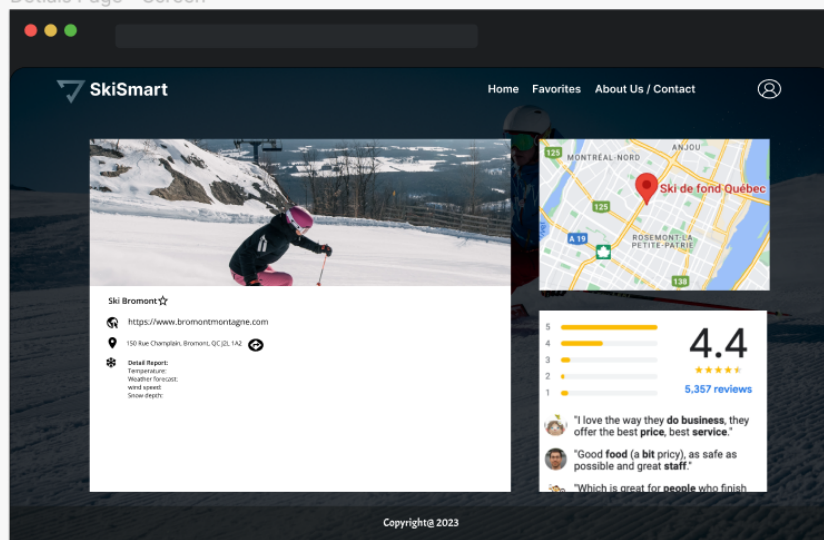 Details Page - Screen
SkiSmart
Home Favorites About Us / Contact
125
MONTRÉAL-NORD
ANJOU
Ski de fond Québec
125
A 19
ROSEMONT-LA
PETITE-PATRIE
138
Ski Bromont
https://www.bromontmontagne.com
150 Rue Champlain, Bromont, QC J2L 1A2
Detail Report:
Temperature:
Weather forecast:
wind speed:
Snow-depth:
5
4
3
2
1
4.4
5,357 reviews
"I love the way they do business, they
offer the best price, best service."
"Good food (a bit pricy), as safe as
possible and great staff."
"Which is great for people who finish
Copyright@ 2023